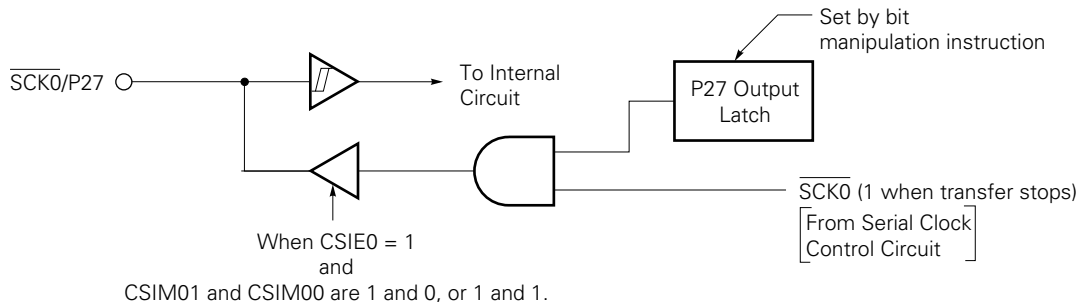 Set by bit
manipulation instruction
SCK0/P27
To Internal
Circuit
P27 Output
Latch
SCK0 (1 when transfer stops)
From Serial Clock
Control Circuit
When CSIE0 = 1
and
CSIM01 and CSIM00 are 1 and 0, or 1 and 1.